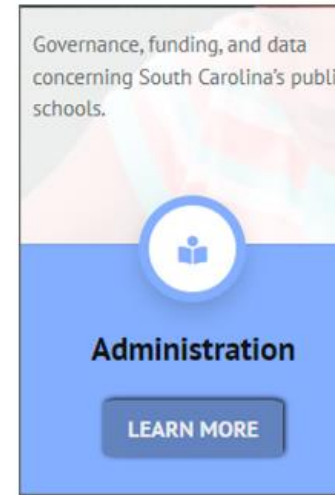 Governance, funding, and data
concerning South Carolina's publi
schools.
Administration
LEARN MORE